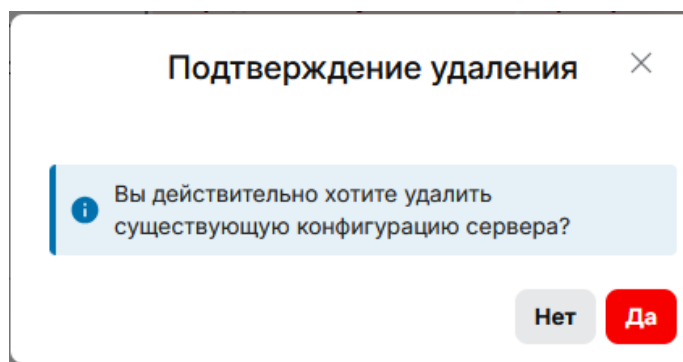 Подтверждение удаления
Вы действительно хотите удалить
существующую конфигурацию сервера?
Нет
Да